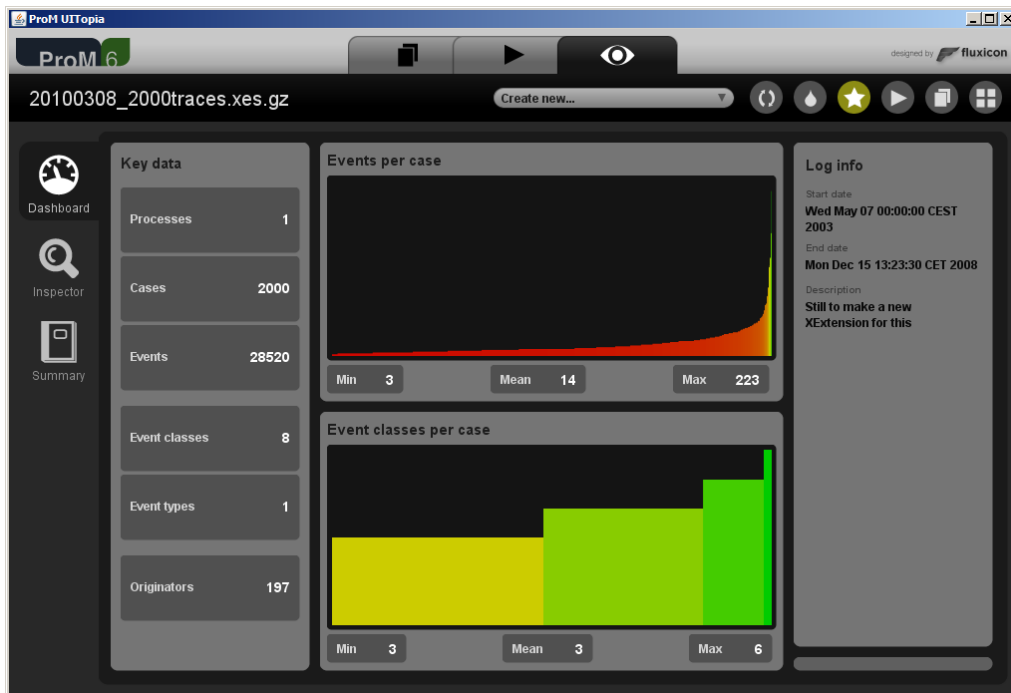 ProM UITopia
ProM 6
designed by fluxicon
20100308_2000traces.xes.gz
Create new...
Dashboard
Inspector
Summary
Key data
Processes 1
Cases 2000
Events 28520
Event classes 8
Event types 1
Originators 197
Events per case
Min 3 Mean 14 Max 223
Event classes per case
Min 3 Mean 3 Max 6
Log info
Start date
Wed May 07 00:00:00 CEST
2003
End date
Mon Dec 15 13:23:30 CET 2008
Description
Still to make a new
XExtension for this